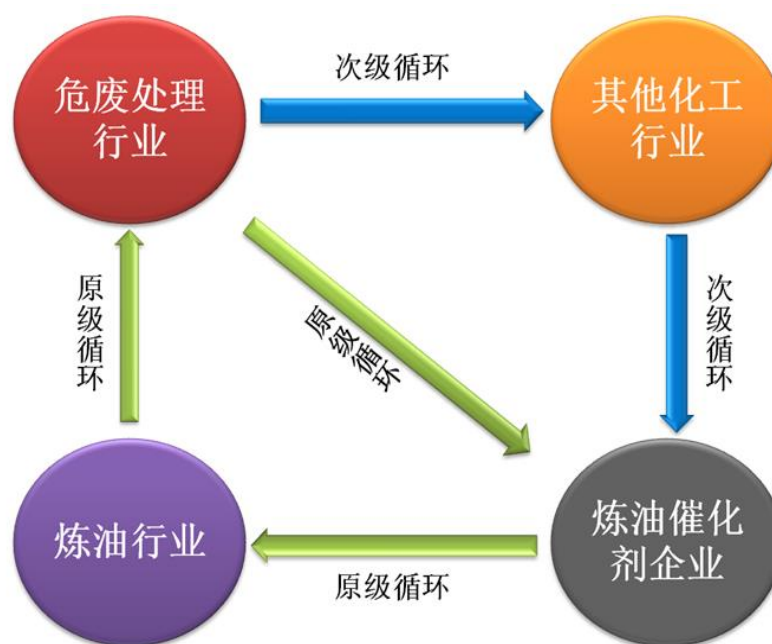 次级循环
危废处理
行业
其他化工
行业
原级循环
原级循环
次级循环
炼油行业
炼油催化
剂企业
原级循环